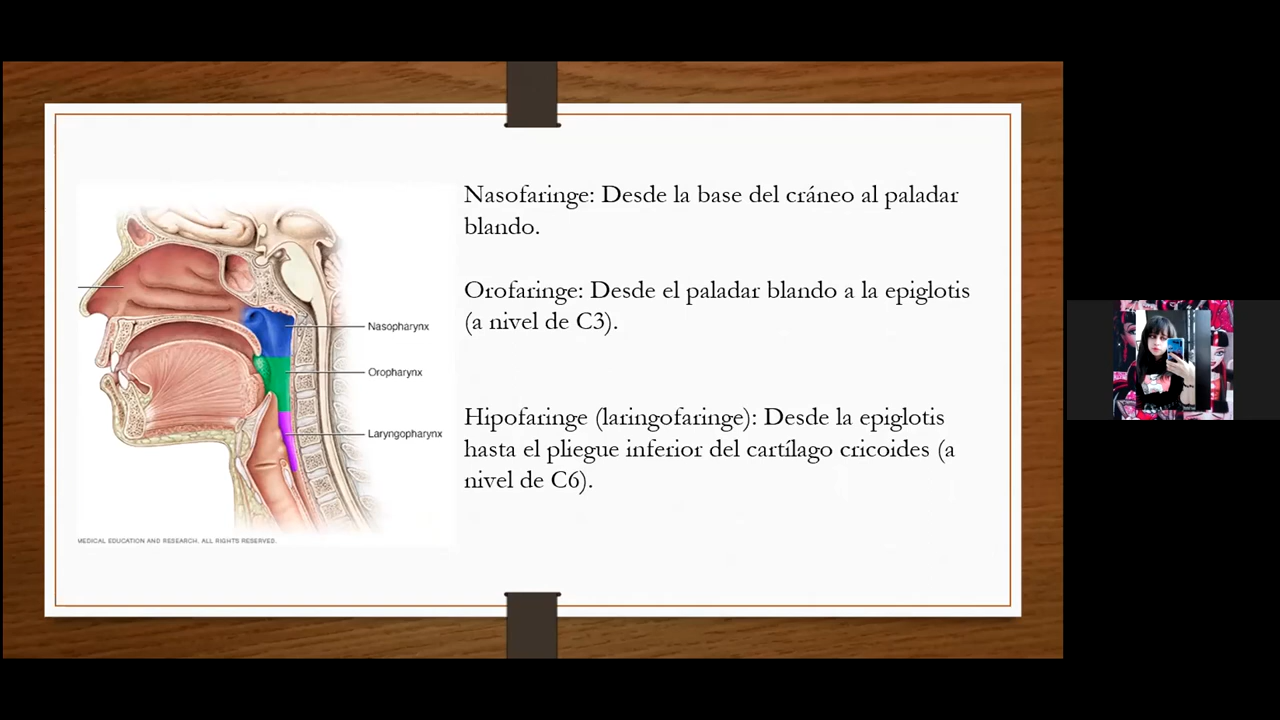 Nasofaringe: Desde la base del cráneo al paladar
blando.
Orofaringe: Desde el paladar blando a la epiglotis
(a nivel de C3).
Hipofaringe (laringofaringe): Desde la epiglotis
hasta el pliegue inferior del cartílago cricoides (a
nivel de C6).
Nasopharynx
Oropharynx
Laryngopharynx
MEDICAL EDUCATION AND RESEARCH. ALL RIGHTS RESERVED.